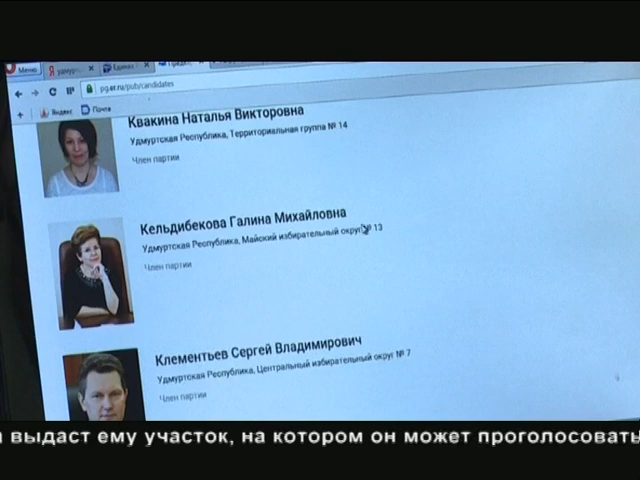 Меню
pg.er.ru/pub/candidates
Яндекс Почта
Квакина Наталья Викторовна
Удмуртская Республика, Территориальная группа № 14
Член партии
Кельдибекова Галина Михайловна
Удмуртская Республика, Майский избирательный округ № 13
Член партии
Клементьев Сергей Владимирович
Удмуртская Республика, Центральный избирательный округ № 7
Член партии
выдаст ему участок, на котором он может проголосовать